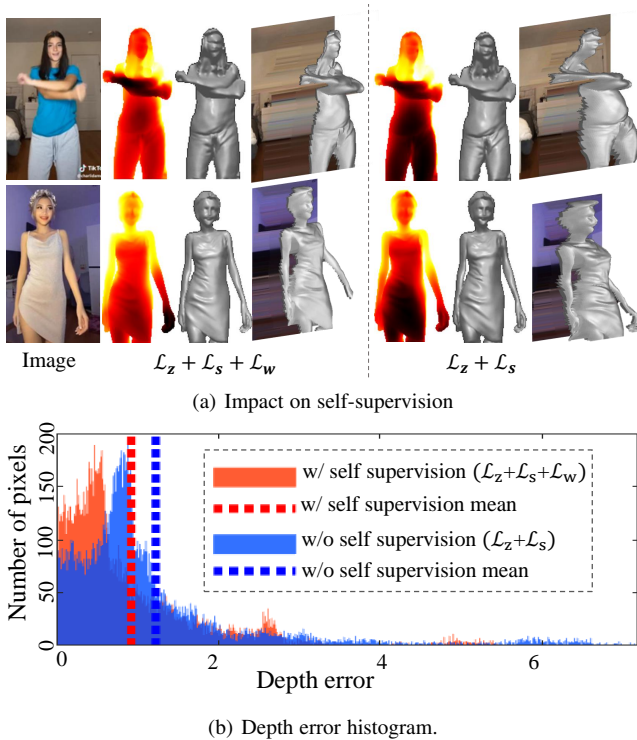 TikTok
Image
ℒz + ℒs + ℒw
ℒz + ℒs
(a) Impact on self-supervision
200
150
100
50
0
Number of pixels
w/ self supervision (ℒz+ℒs+ℒw)
w/ self supervision mean
w/o self supervision (ℒz+ℒs)
w/o self supervision mean
0 2 4 6
Depth error
(b) Depth error histogram.